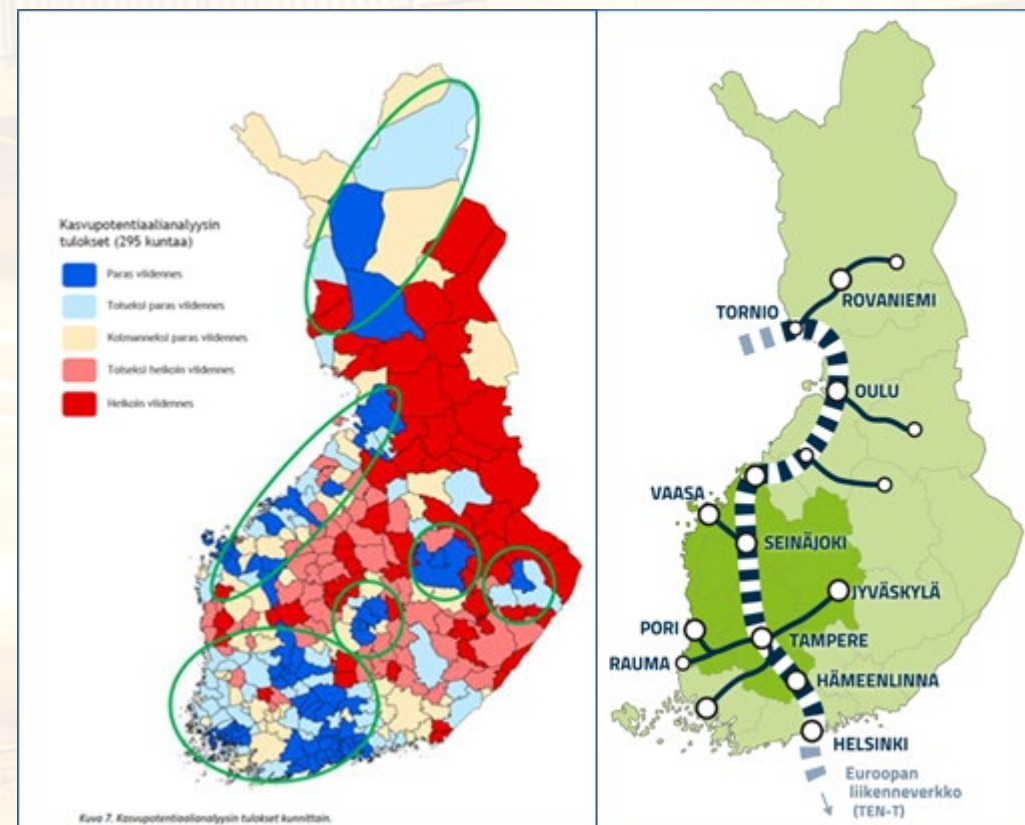 Kasvupotentiaalianalyysin
tulokset (295 kuntaa)
Paras viidennes
Toiseksi paras viidennes
Kolmanneksi paras viidennes
Toiseksi heikoin viidennes
Heikoin viidennes
Kuva 7. Kasvupotentiaalianalyysin tulokset kunnittain.
TORNIO
ROVANIEMI
OULU
VAASA
SEINÄJOKI
JYVÄSKYLÄ
PORI
TAMPERE
RAUMA
HÄMEENLINNA
HELSINKI
Euroopan
liikenneverkko
(TEN-T)